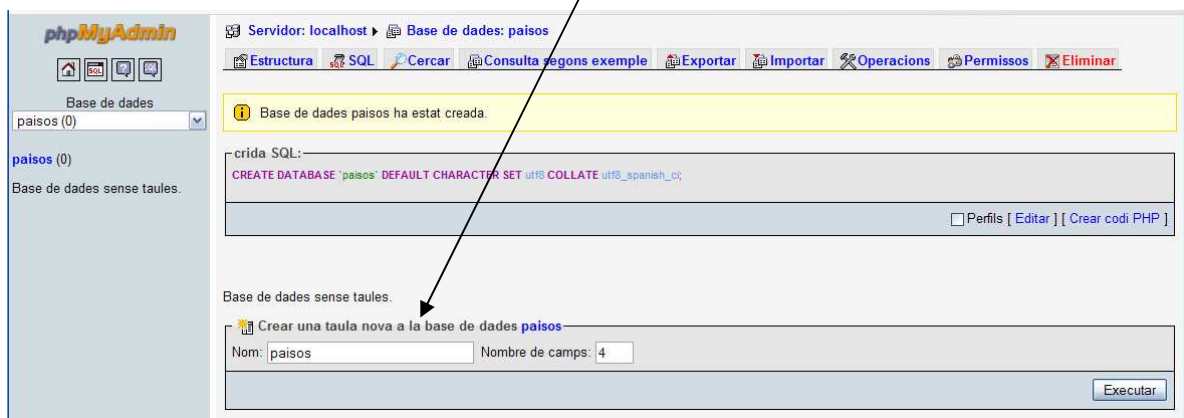 phpMyAdmin
SQL
Base de dades
paisos (0)
paisos (0)
Base de dades sense taules.
Servidor: localhost ▸ Base de dades: paisos
Estructura SQL Cercar Consulta segons exemple Exportar Importar Operacions Permissos Eliminar
Base de dades paisos ha estat creada.
crida SQL:
CREATE DATABASE `paisos` DEFAULT CHARACTER SET utf8 COLLATE utf8_spanish_ci;
Perfils [ Editar ] [ Crear codi PHP ]
Base de dades sense taules.
Crear una taula nova a la base de dades paisos
Nom: paisos Nombre de camps: 4
Executar